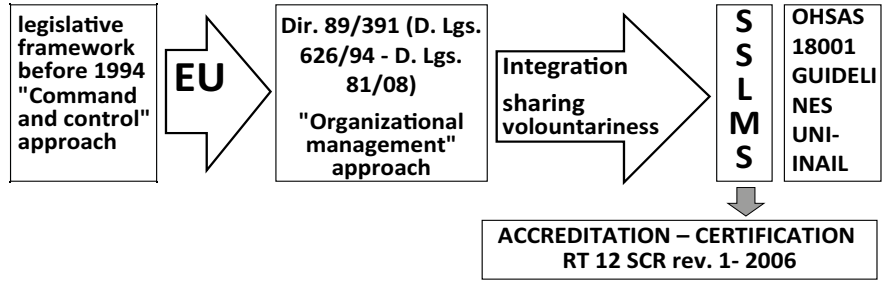 legislative
framework
before 1994
"Command
and control"
approach
EU
Dir. 89/391 (D. Lgs.
626/94 - D. Lgs.
81/08)
"Organizational
management"
approach
Integration
sharing
volountariness
S
S
L
M
S
OHSAS
18001
GUIDELI
NES
UNI-
INAIL
ACCREDITATION – CERTIFICATION
RT 12 SCR rev. 1- 2006